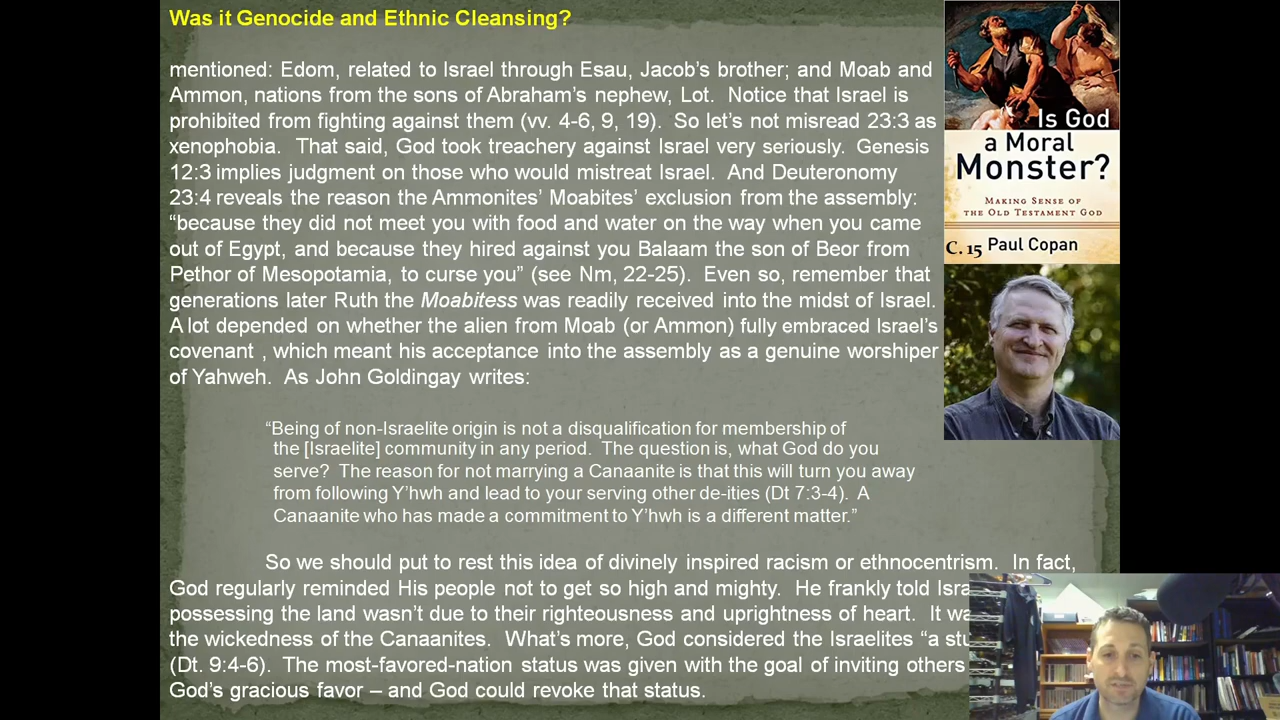 Was it Genocide and Ethnic Cleansing?
mentioned: Edom, related to Israel through Esau, Jacob's brother; and Moab and
Ammon, nations from the sons of Abraham's nephew, Lot. Notice that Israel is
prohibited from fighting against them (vv. 4-6, 9, 19). So let's not misread 23:3 as
xenophobia. That said, God took treachery against Israel very seriously. Genesis
12:3 implies judgment on those who would mistreat Israel. And Deuteronomy
23:4 reveals the reason the Ammonites' Moabites' exclusion from the assembly:
“because they did not meet you with food and water on the way when you came
out of Egypt, and because they hired against you Balaam the son of Beor from
Pethor of Mesopotamia, to curse you” (see Nm, 22-25). Even so, remember that
generations later Ruth the Moabitess was readily received into the midst of Israel.
A lot depended on whether the alien from Moab (or Ammon) fully embraced Israel's
covenant , which meant his acceptance into the assembly as a genuine worshiper
of Yahweh. As John Goldingay writes:
“Being of non-Israelite origin is not a disqualification for membership of
the [Israelite] community in any period. The question is, what God do you
serve? The reason for not marrying a Canaanite is that this will turn you away
from following Y'hwh and lead to your serving other de-ities (Dt 7:3-4). A
Canaanite who has made a commitment to Y'hwh is a different matter.”
So we should put to rest this idea of divinely inspired racism or ethnocentrism. In fact,
God regularly reminded His people not to get so high and mighty. He frankly told Isra
possessing the land wasn't due to their righteousness and uprightness of heart. It wa
the wickedness of the Canaanites. What's more, God considered the Israelites “a stu
(Dt. 9:4-6). The most-favored-nation status was given with the goal of inviting others
God's gracious favor – and God could revoke that status.
Is God
a Moral
Monster?
MAKING SENSE OF
THE OLD TESTAMENT GOD
C. 15 Paul Copan